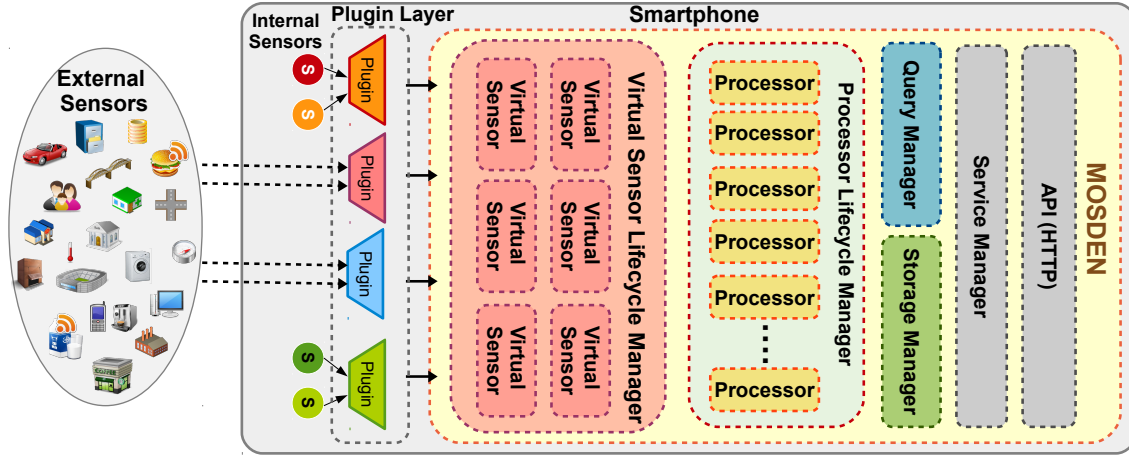 Internal
Sensors
Plugin Layer
Smartphone
External
Sensors
S
S
S
S
Plugin
Plugin
Plugin
Plugin
Virtual
Sensor
Virtual
Sensor
Virtual
Sensor
Virtual
Sensor
Virtual
Sensor
Virtual
Sensor
Virtual Sensor Lifecycle Manager
Processor
Processor
Processor
Processor
Processor
Processor
Processor Lifecycle Manager
Query Manager
Storage Manager
Service Manager
API (HTTP)
MOSDEN